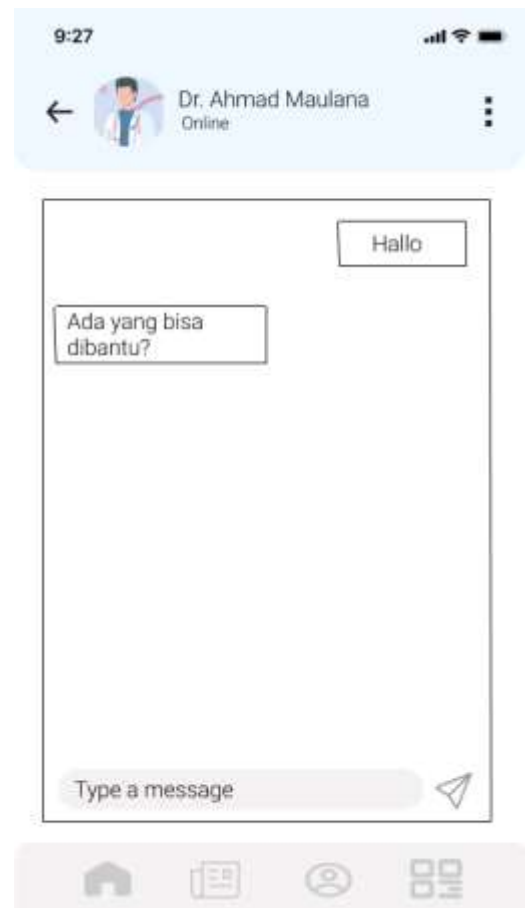 9:27
Dr. Ahmad Maulana
Online
Hallo
Ada yang bisa
dibantu?
Type a message